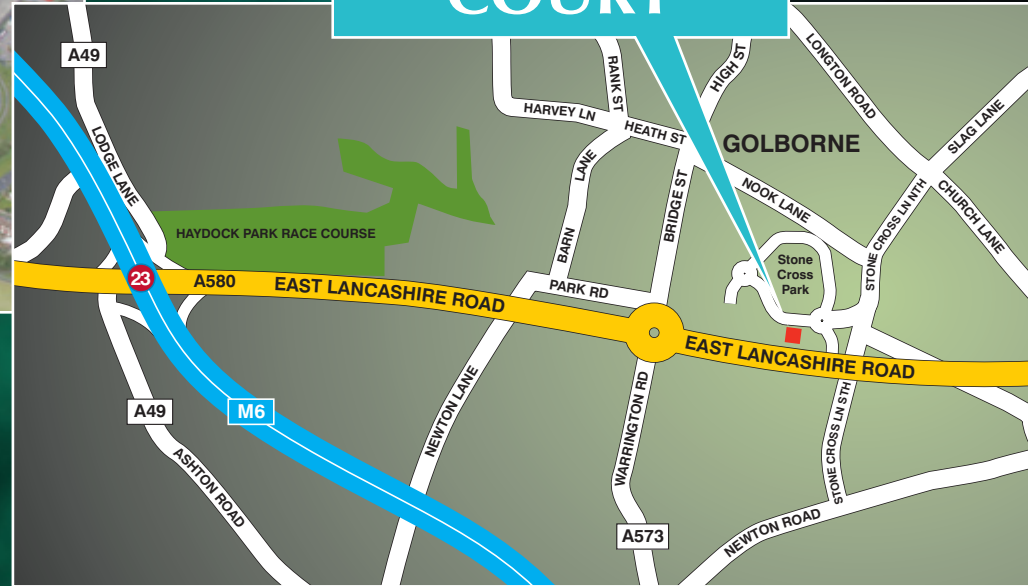 COURT
A49
RANK ST
HIGH ST
LONGTON ROAD
HARVEY LN
HEATH ST
GOLBORNE
SLAG LANE
LODGE LANE
LANE
BARN
BRIDGE ST
NOOK LANE
STONE CROSS LN NTH
CHURCH LANE
HAYDOCK PARK RACE COURSE
Stone
Cross
Park
23
A580
EAST LANCASHIRE ROAD
PARK RD
EAST LANCASHIRE ROAD
A49
M6
NEWTON LANE
WARRINGTON RD
STONE CROSS LN STH
ASHTON ROAD
A573
NEWTON ROAD